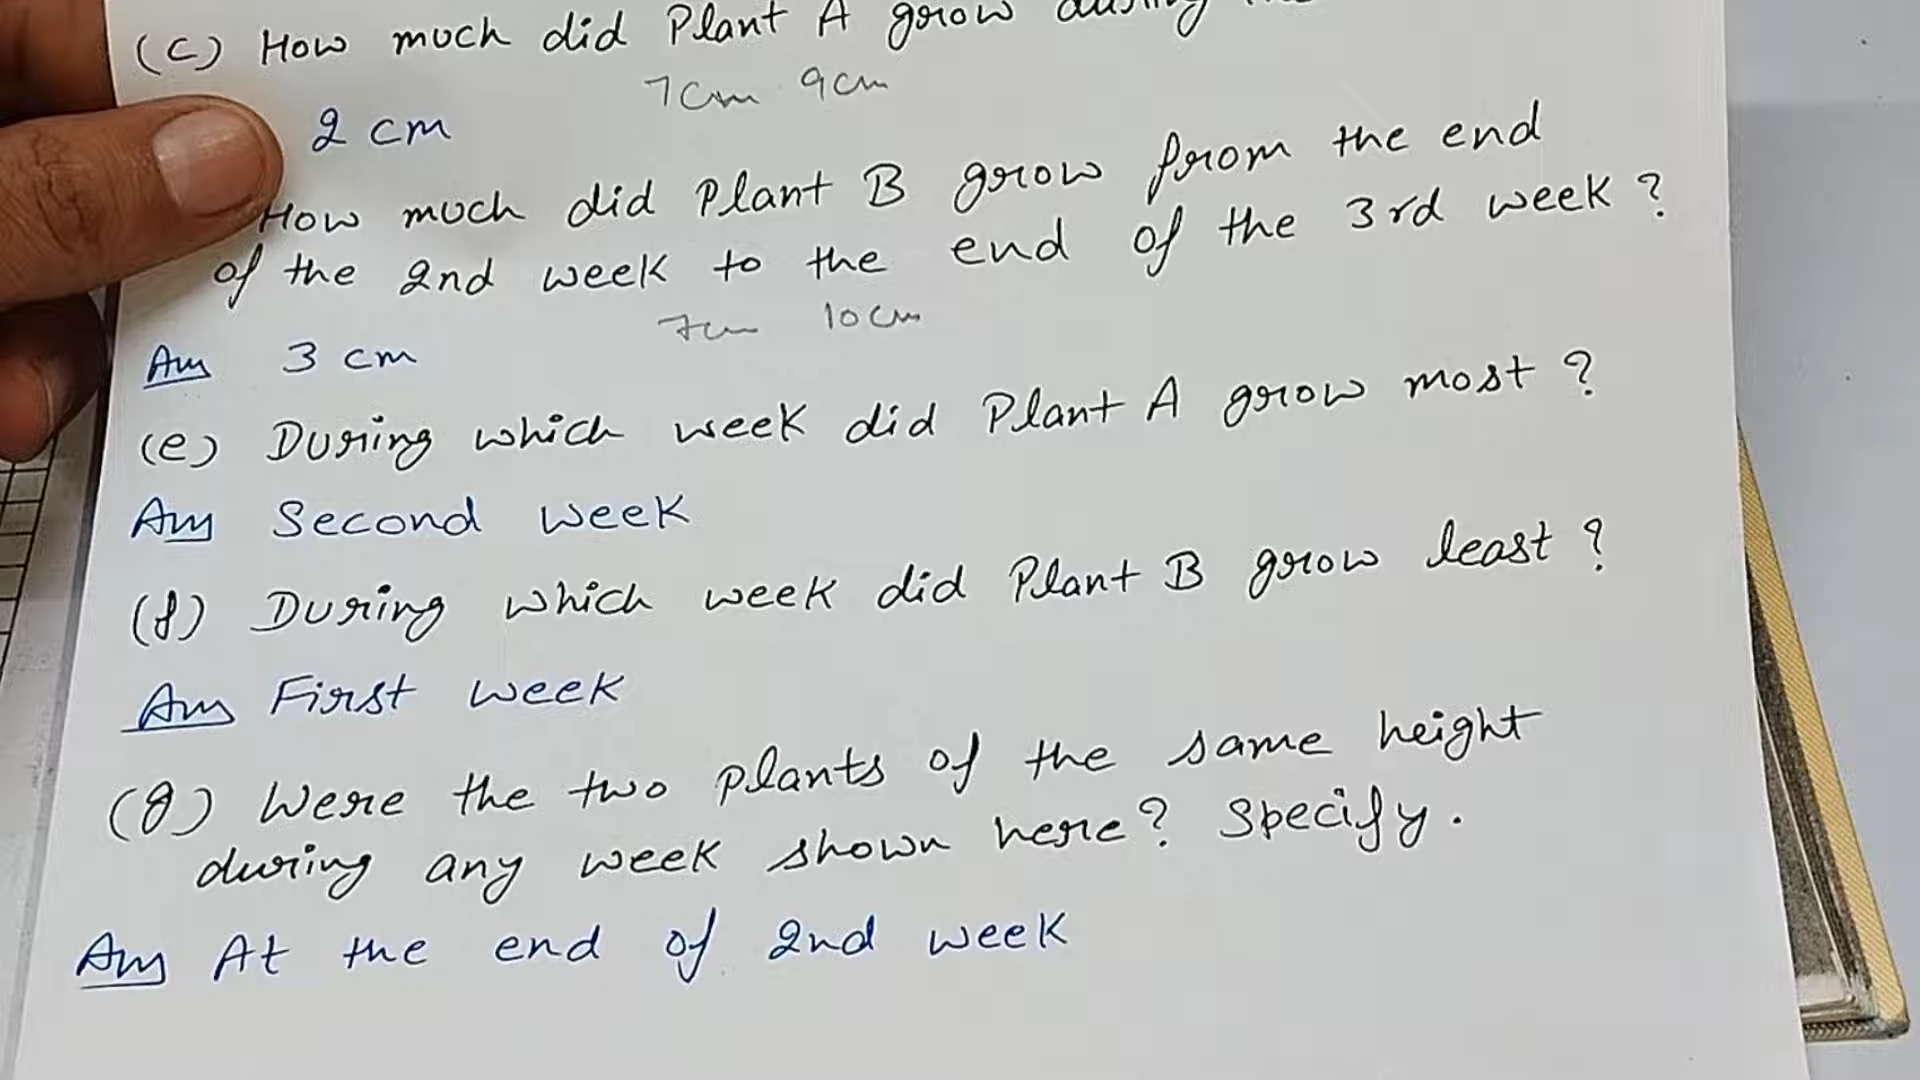 (C) How much did Plant A grow during
7cm 9cm
2 cm
How much did Plant B grow from the end
of the 2nd week to the end of the 3rd week ?
7cm 10cm
Ans 3 cm
(e) During which week did Plant A grow most ?
Ans Second week
(f) During which week did Plant B grow least ?
Ans First week
(g) Were the two plants of the same height
during any week shown here? Specify.
Ans At the end of 2nd week